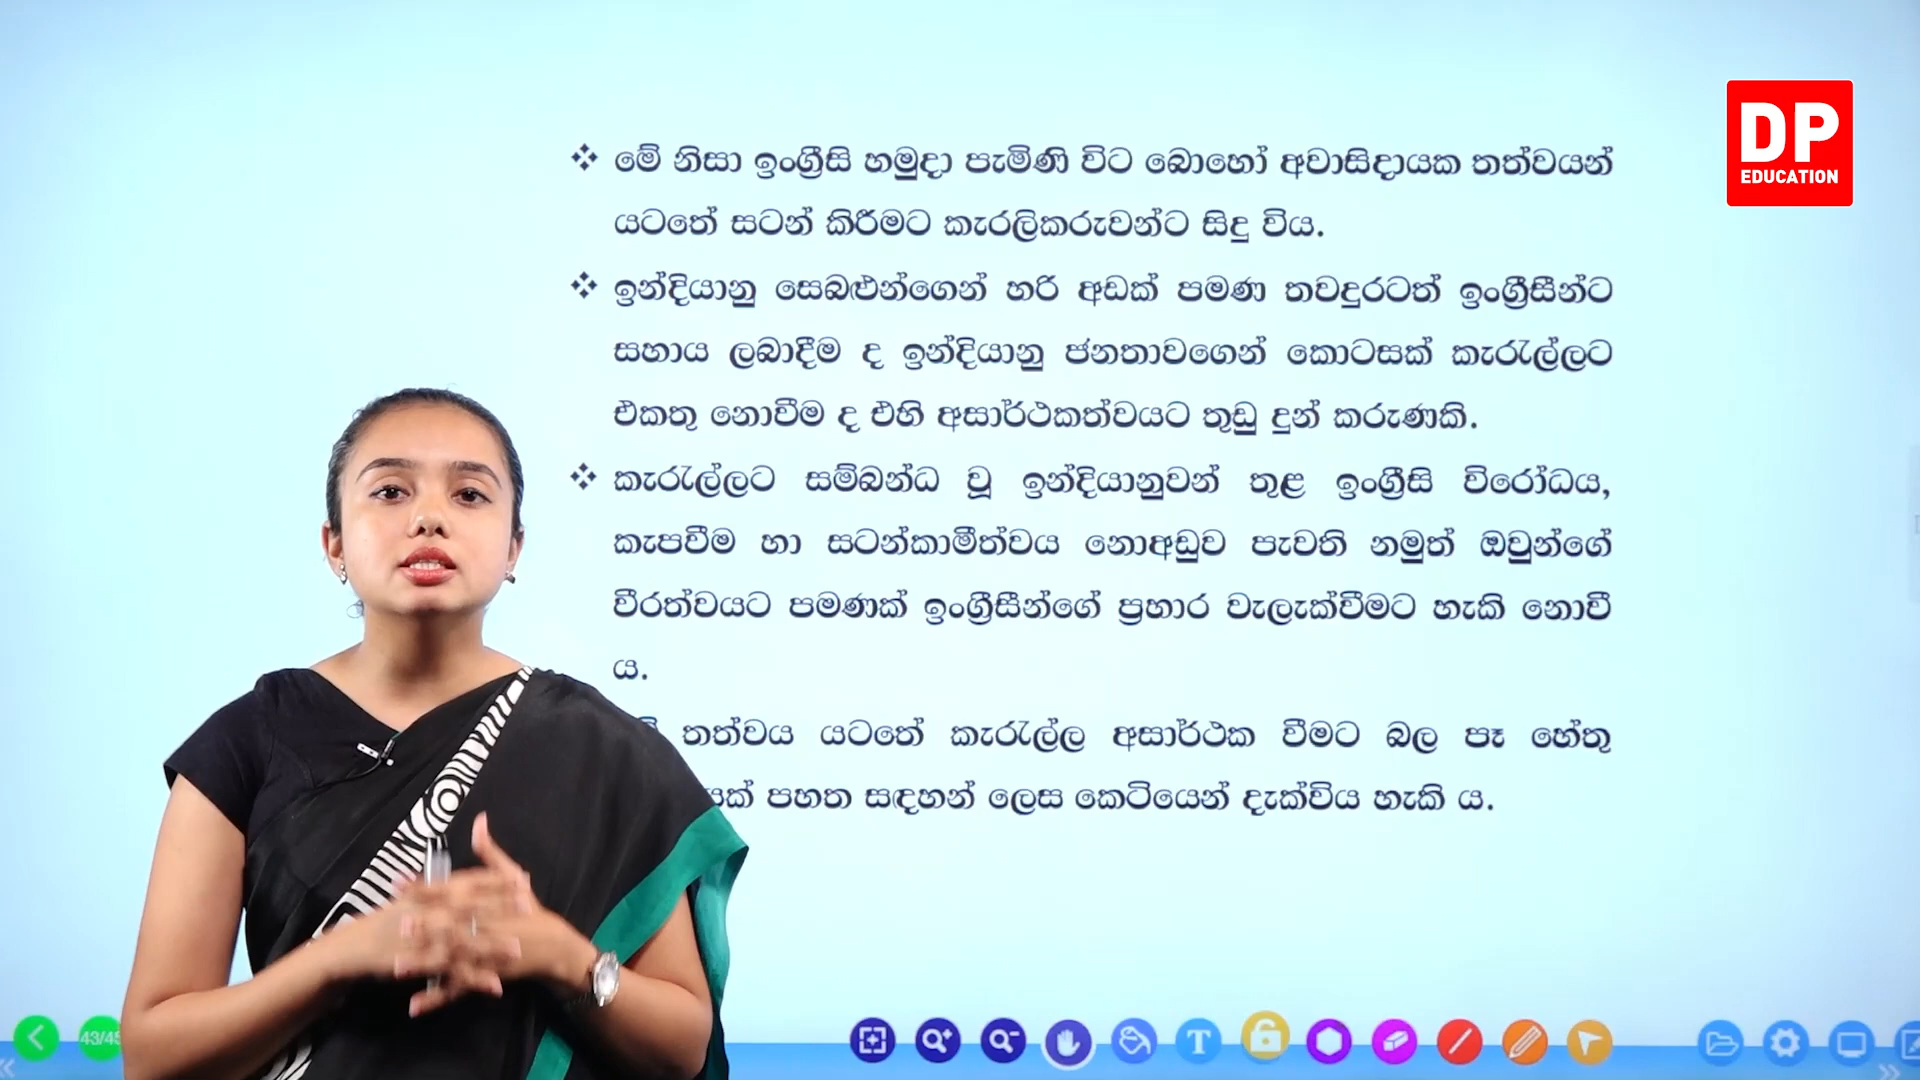 DP
EDUCATION
❖ මේ නිසා ඉංග්‍රීසි හමුදා පැමිණි විට බොහෝ අවාසිදායක තත්වයන්
යටතේ සටන් කිරීමට කැරලිකරුවන්ට සිදු විය.
❖ ඉන්දියානු සෙබළුන්ගෙන් හරි අඩක් පමණ තවදුරටත් ඉංග්‍රීසීන්ට
සහාය ලබාදීම ද ඉන්දියානු ජනතාවගෙන් කොටසක් කැරැල්ලට
එකතු නොවීම ද එහි අසාර්ථකත්වයට තුඩු දුන් කරුණකි.
❖ කැරැල්ලට සම්බන්ධ වූ ඉන්දියානුවන් තුළ ඉංග්‍රීසි විරෝධය,
කැපවීම හා සටන්කාමීත්වය නොඅඩුව පැවති නමුත් ඔවුන්ගේ
වීරත්වයට පමණක් ඉංග්‍රීසීන්ගේ ප්‍රහාර වැලැක්වීමට හැකි නොවී
ය.
තත්වය යටතේ කැරැල්ල අසාර්ථක වීමට බල පෑ හේතු
පහත සඳහන් ලෙස කෙටියෙන් දැක්විය හැකි ය.
43/45